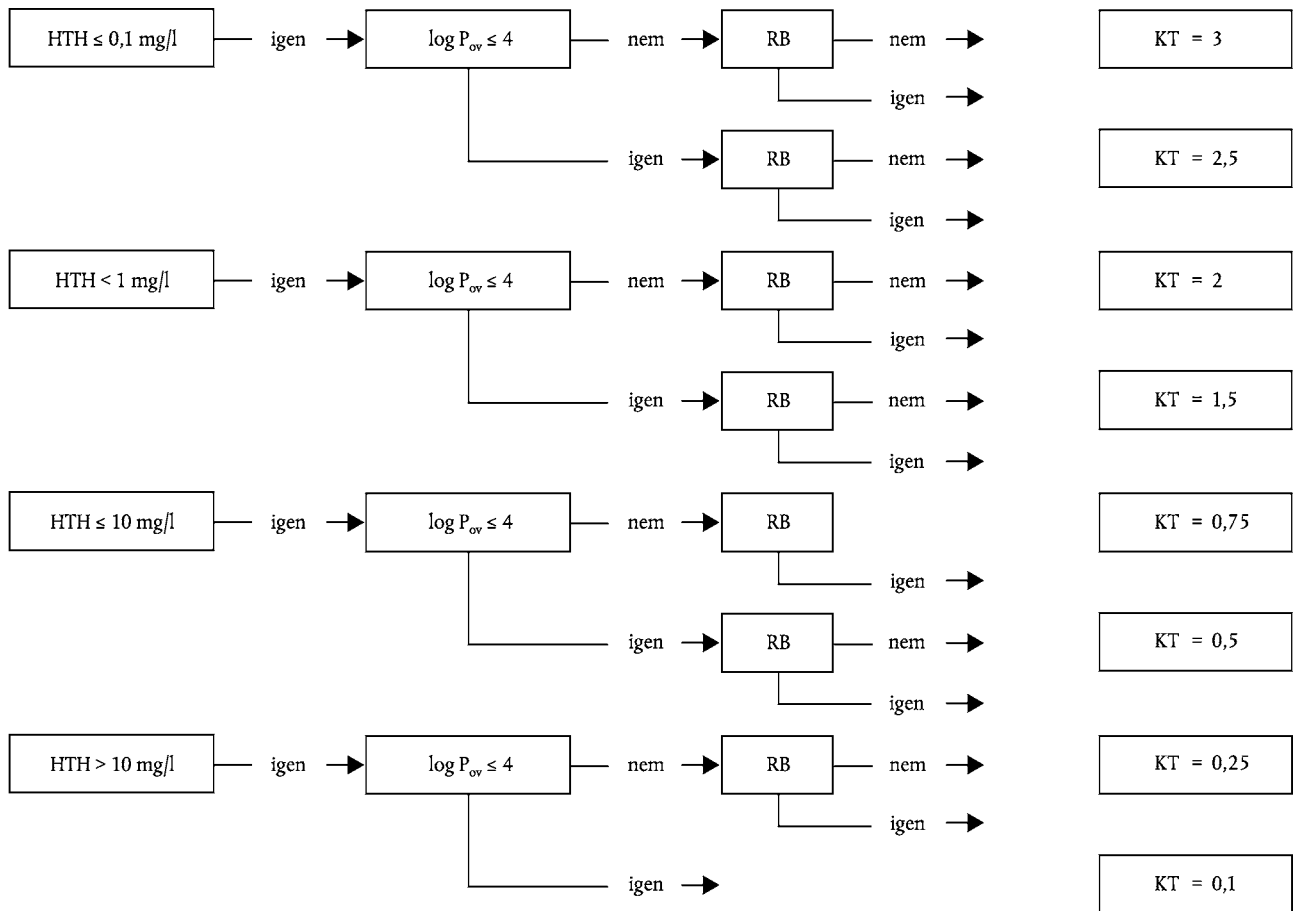 HTH ≤ 0,1 mg/l igen log Pov ≤ 4 nem RB nem KT = 3
igen
igen RB nem KT = 2,5
igen
HTH < 1 mg/l igen log Pov ≤ 4 nem RB nem KT = 2
igen
igen RB nem KT = 1,5
igen
HTH ≤ 10 mg/l igen log Pov ≤ 4 nem RB KT = 0,75
igen
igen RB nem KT = 0,5
igen
HTH > 10 mg/l igen log Pov ≤ 4 nem RB nem KT = 0,25
igen
igen KT = 0,1